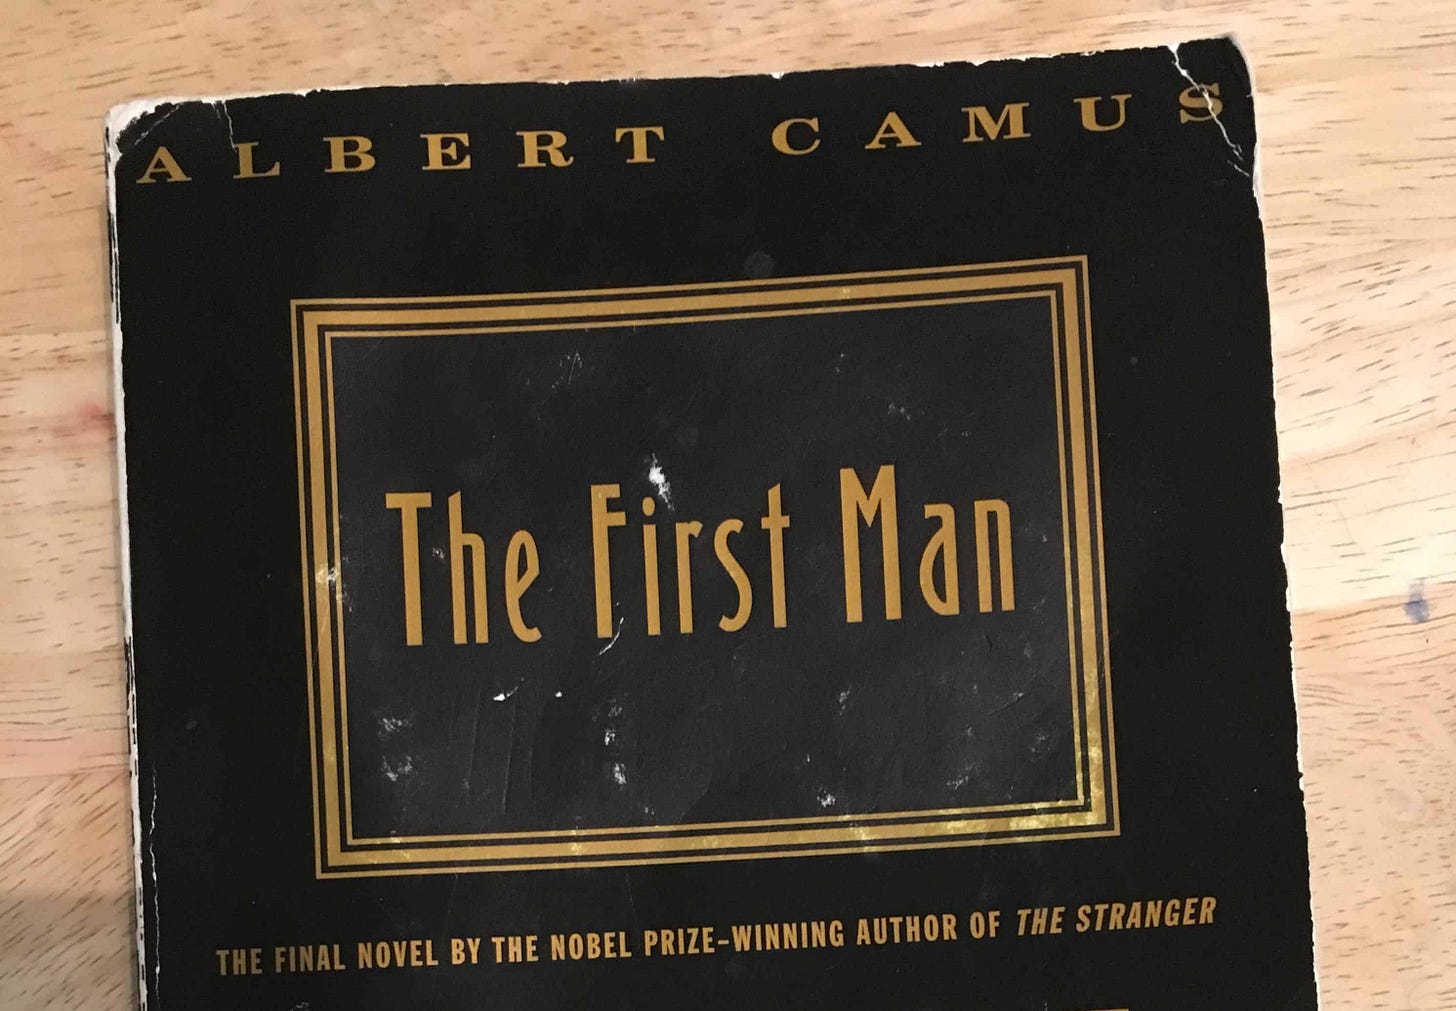 ALBERT CAMUS
The First Man
THE FINAL NOVEL BY THE NOBEL PRIZE-WINNING AUTHOR OF THE STRANGER